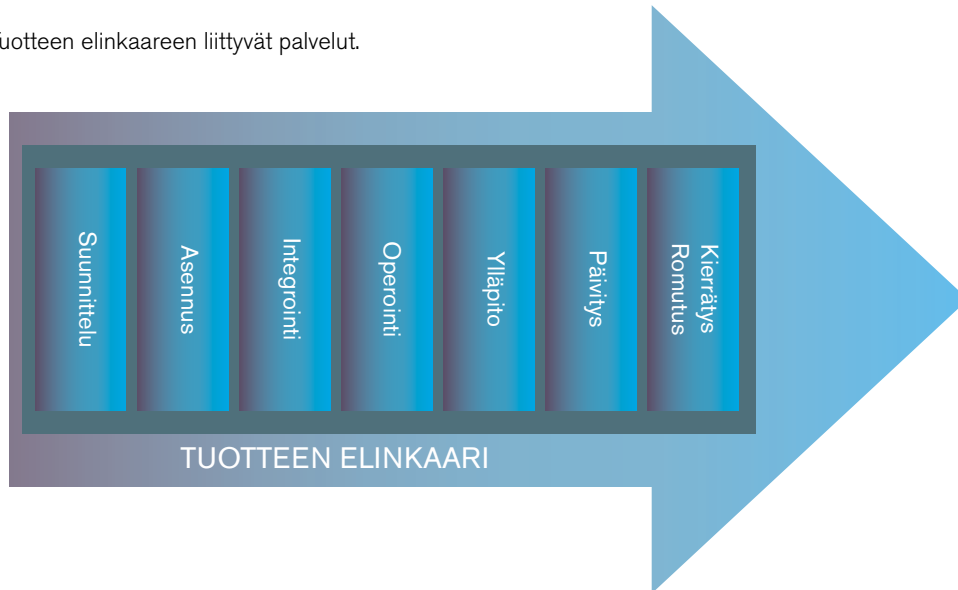 uotteen elinkaareen liittyvät palvelut.
Suunnittelu
Asennus
Integrointi
Operointi
Ylläpito
Päivitys
Kierrätys
Romutus
TUOTTEEN ELINKAARI